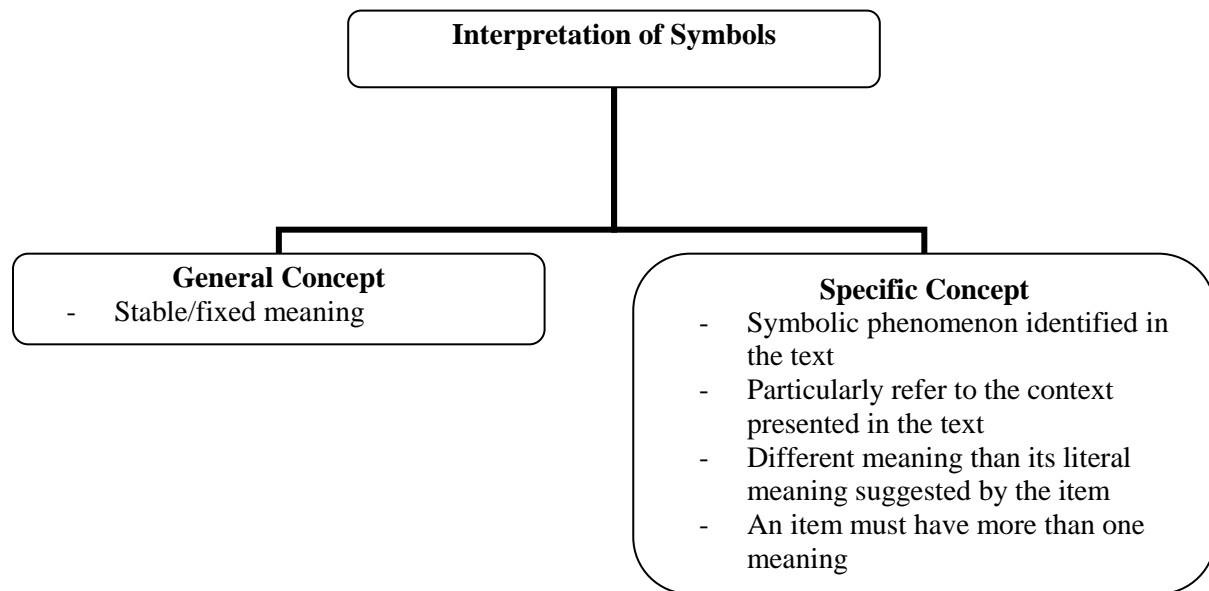 Interpretation of Symbols
General Concept
- Stable/fixed meaning
Specific Concept
- Symbolic phenomenon identified in
the text
- Particularly refer to the context
presented in the text
- Different meaning than its literal
meaning suggested by the item
- An item must have more than one
meaning